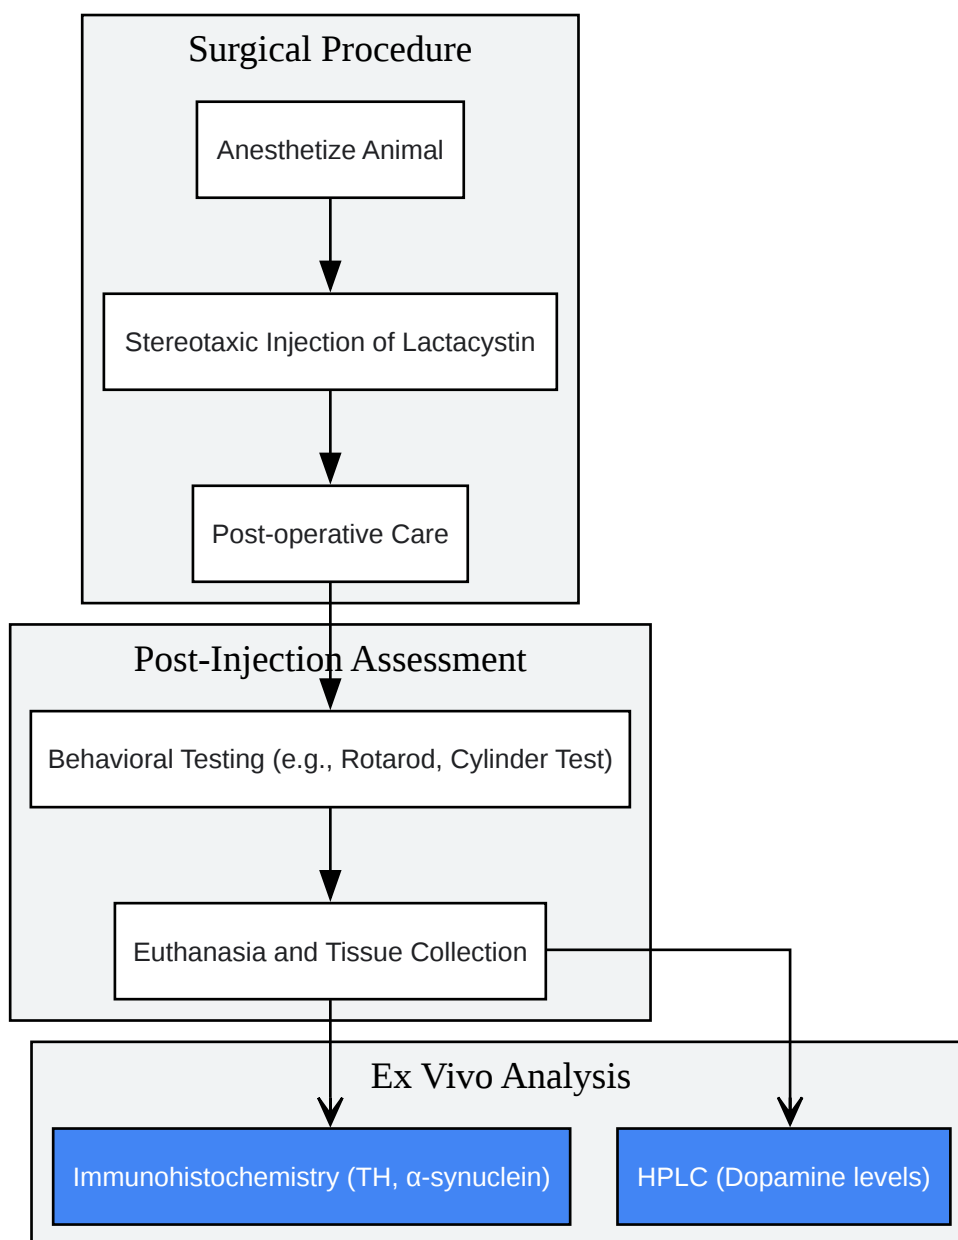 Surgical Procedure
Anesthetize Animal
Stereotaxic Injection of Lactacystin
Post-operative Care
Post-Injection Assessment
Behavioral Testing (e.g., Rotarod, Cylinder Test)
Euthanasia and Tissue Collection
Ex Vivo Analysis
Immunohistochemistry (TH, α-synuclein)
HPLC (Dopamine levels)